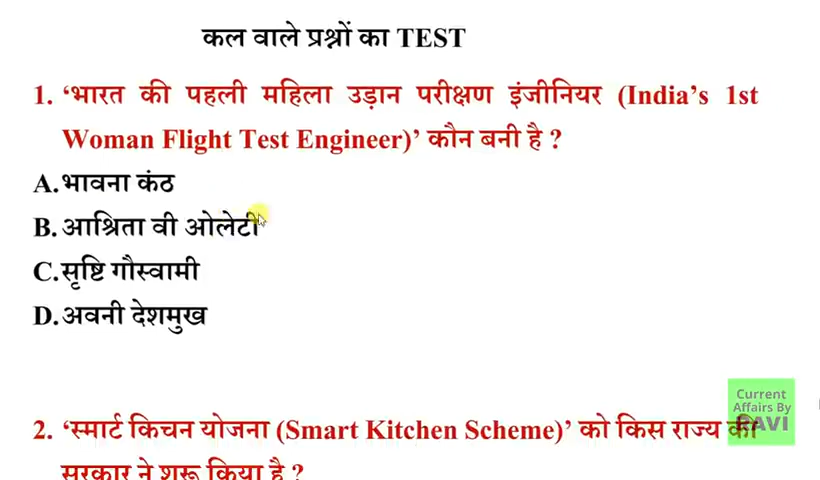 कल वाले प्रश्नों का TEST
1. ‘भारत की पहली महिला उड़ान परीक्षण इंजीनियर (India’s 1st
Woman Flight Test Engineer)’ कौन बनी है ?
A.भावना कंठ
B. आश्रिता वी ओलेटी
C.सृष्टि गौस्वामी
D.अवनी देशमुख
2. ‘स्मार्ट किचन योजना (Smart Kitchen Scheme)’ को किस राज्य की
सरकार ने शुरू किया है ?
Current
Affairs By
RAVI